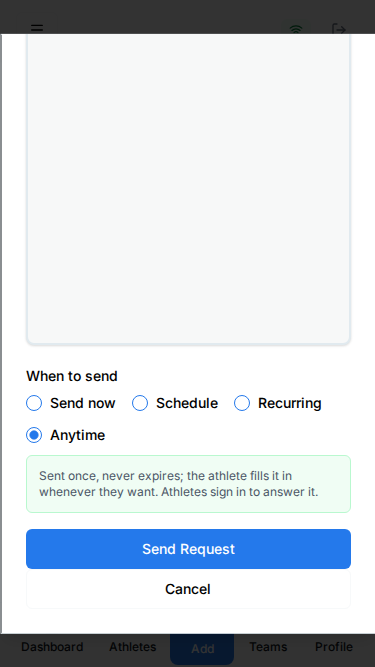 When to send
Send now Schedule Recurring
Anytime
Sent once, never expires; the athlete fills it in
whenever they want. Athletes sign in to answer it.
Send Request
Cancel
Dashboard Athletes Add Teams Profile